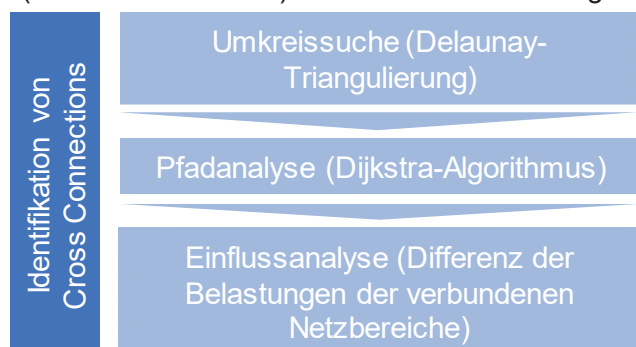 Identifikation von
Cross Connections
Umkreissuche (Delaunay-
Triangulierung)
Pfadanalyse (Dijkstra-Algorithmus)
Einflussanalyse (Differenz der
Belastungen der verbundenen
Netzbereiche)